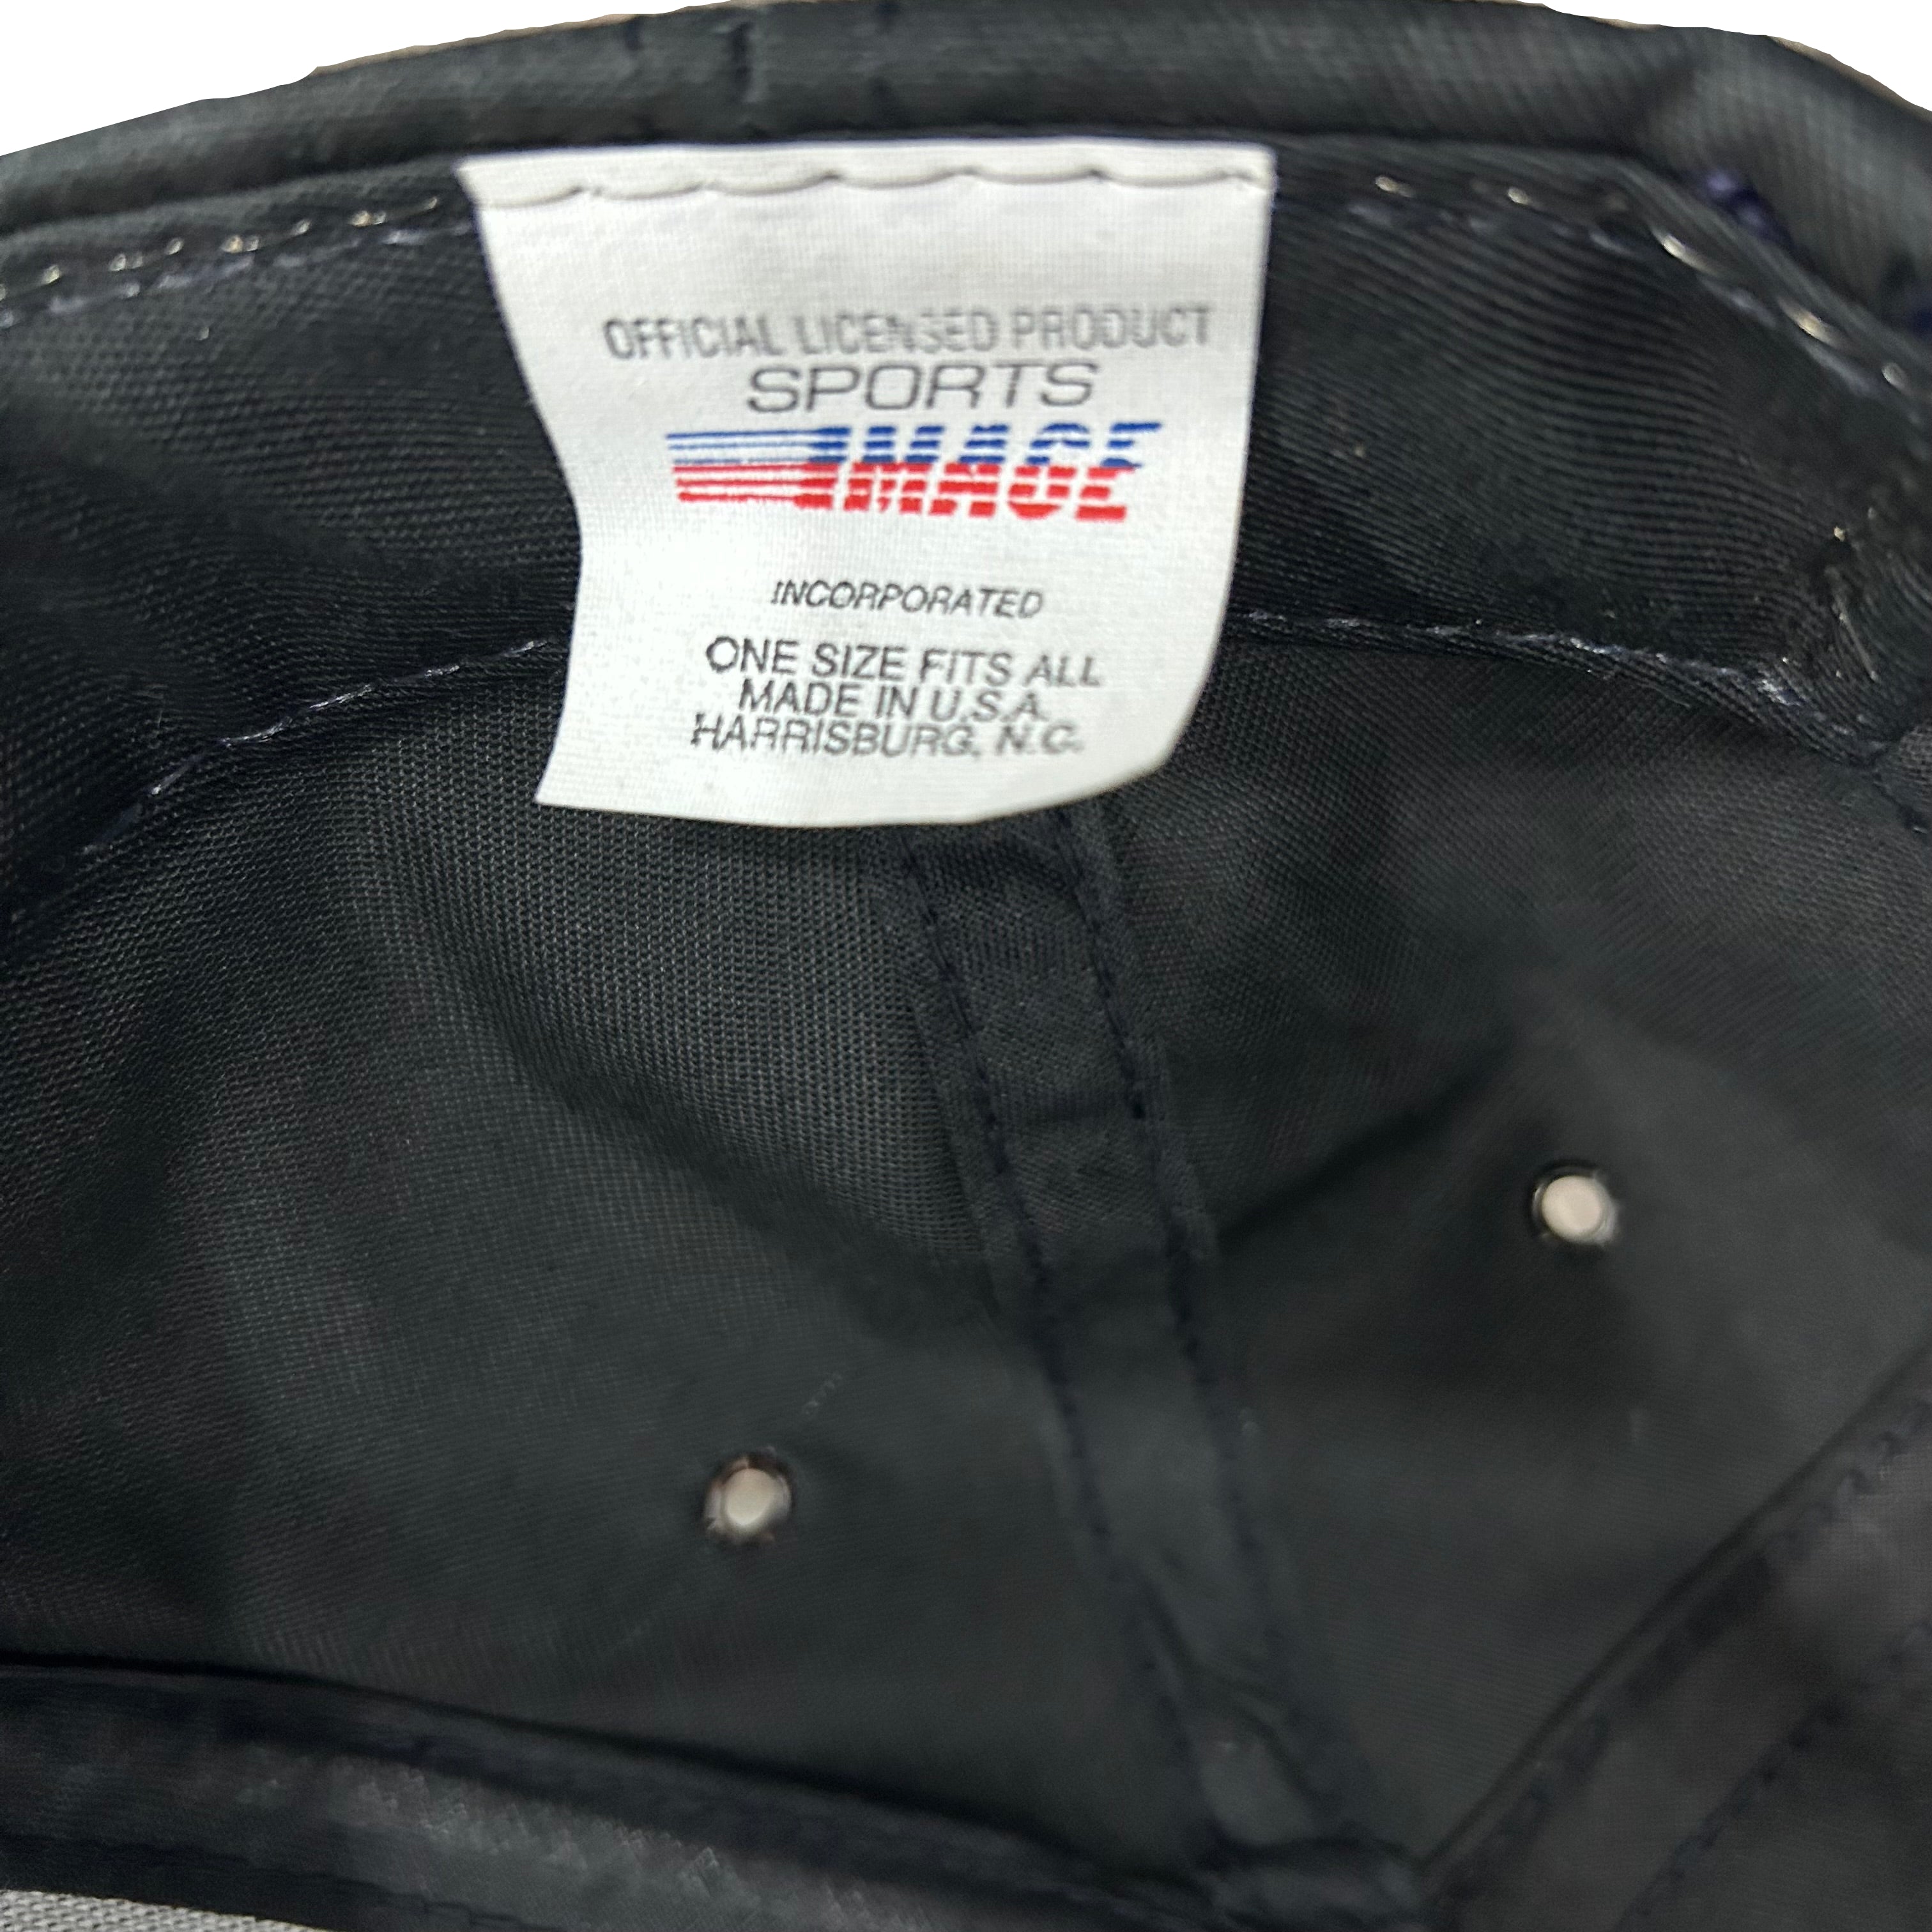 OFFICIAL LICENSED PRODUCT
SPORTS
IMAGE
INCORPORATED
ONE SIZE FITS ALL
MADE IN U.S.A.
HARRISBURG, N.C.